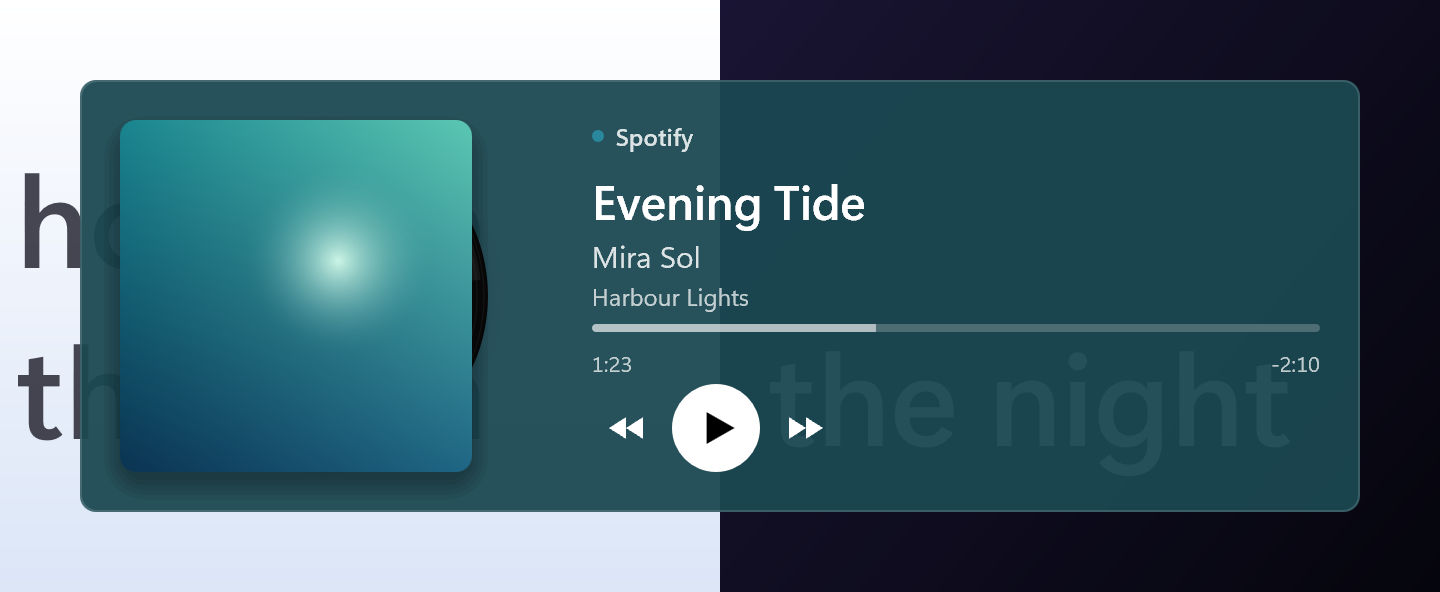 Spotify
Evening Tide
Mira Sol
Harbour Lights
1:23
-2:10
the night